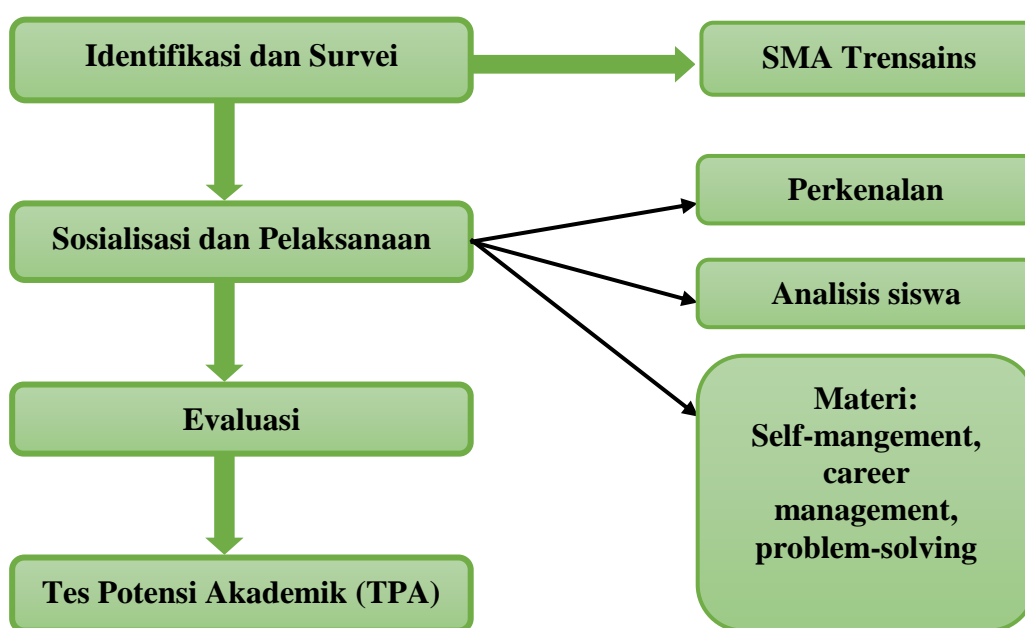 Identifikasi dan Survei
SMA Trensains
Sosialisasi dan Pelaksanaan
Perkenalan
Analisis siswa
Materi:
Self-mangement,
career
management,
problem-solving
Evaluasi
Tes Potensi Akademik (TPA)